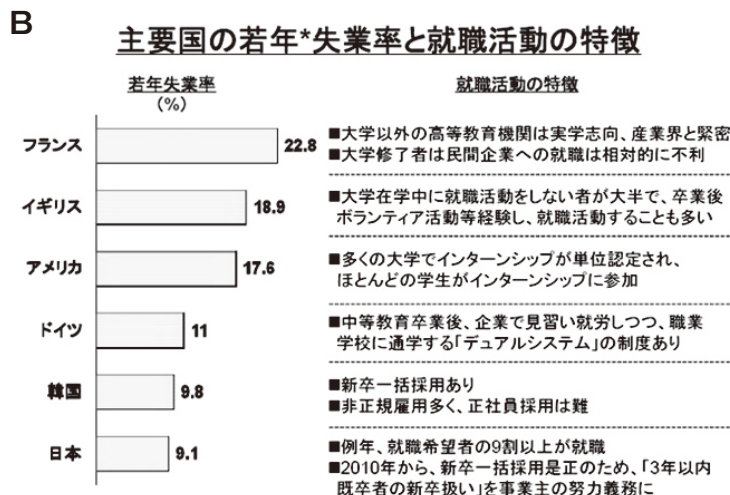 B
主要国の若年*失業率と就職活動の特徴
若年失業率
(%)
就職活動の特徴
フランス
22.8
■大学以外の高等教育機関は実学志向、産業界と緊密
■大学修了者は民間企業への就職は相対的に不利
イギリス
18.9
■大学在学中に就職活動をしない者が大半で、卒業後
ボランティア活動等経験し、就職活動することも多い
アメリカ
17.6
■多くの大学でインターンシップが単位認定され、
ほとんどの学生がインターンシップに参加
ドイツ
11
■中等教育卒業後、企業で見習い就労しつつ、職業
学校に通学する「デュアルシステム」の制度あり
韓国
9.8
■新卒一括採用あり
■非正規雇用多く、正社員採用は難
日本
9.1
■例年、就職希望者の9割以上が就職
■2010年から、新卒一括採用是正のため、「3年以内
既卒者の新卒扱い」を事業主の努力義務に